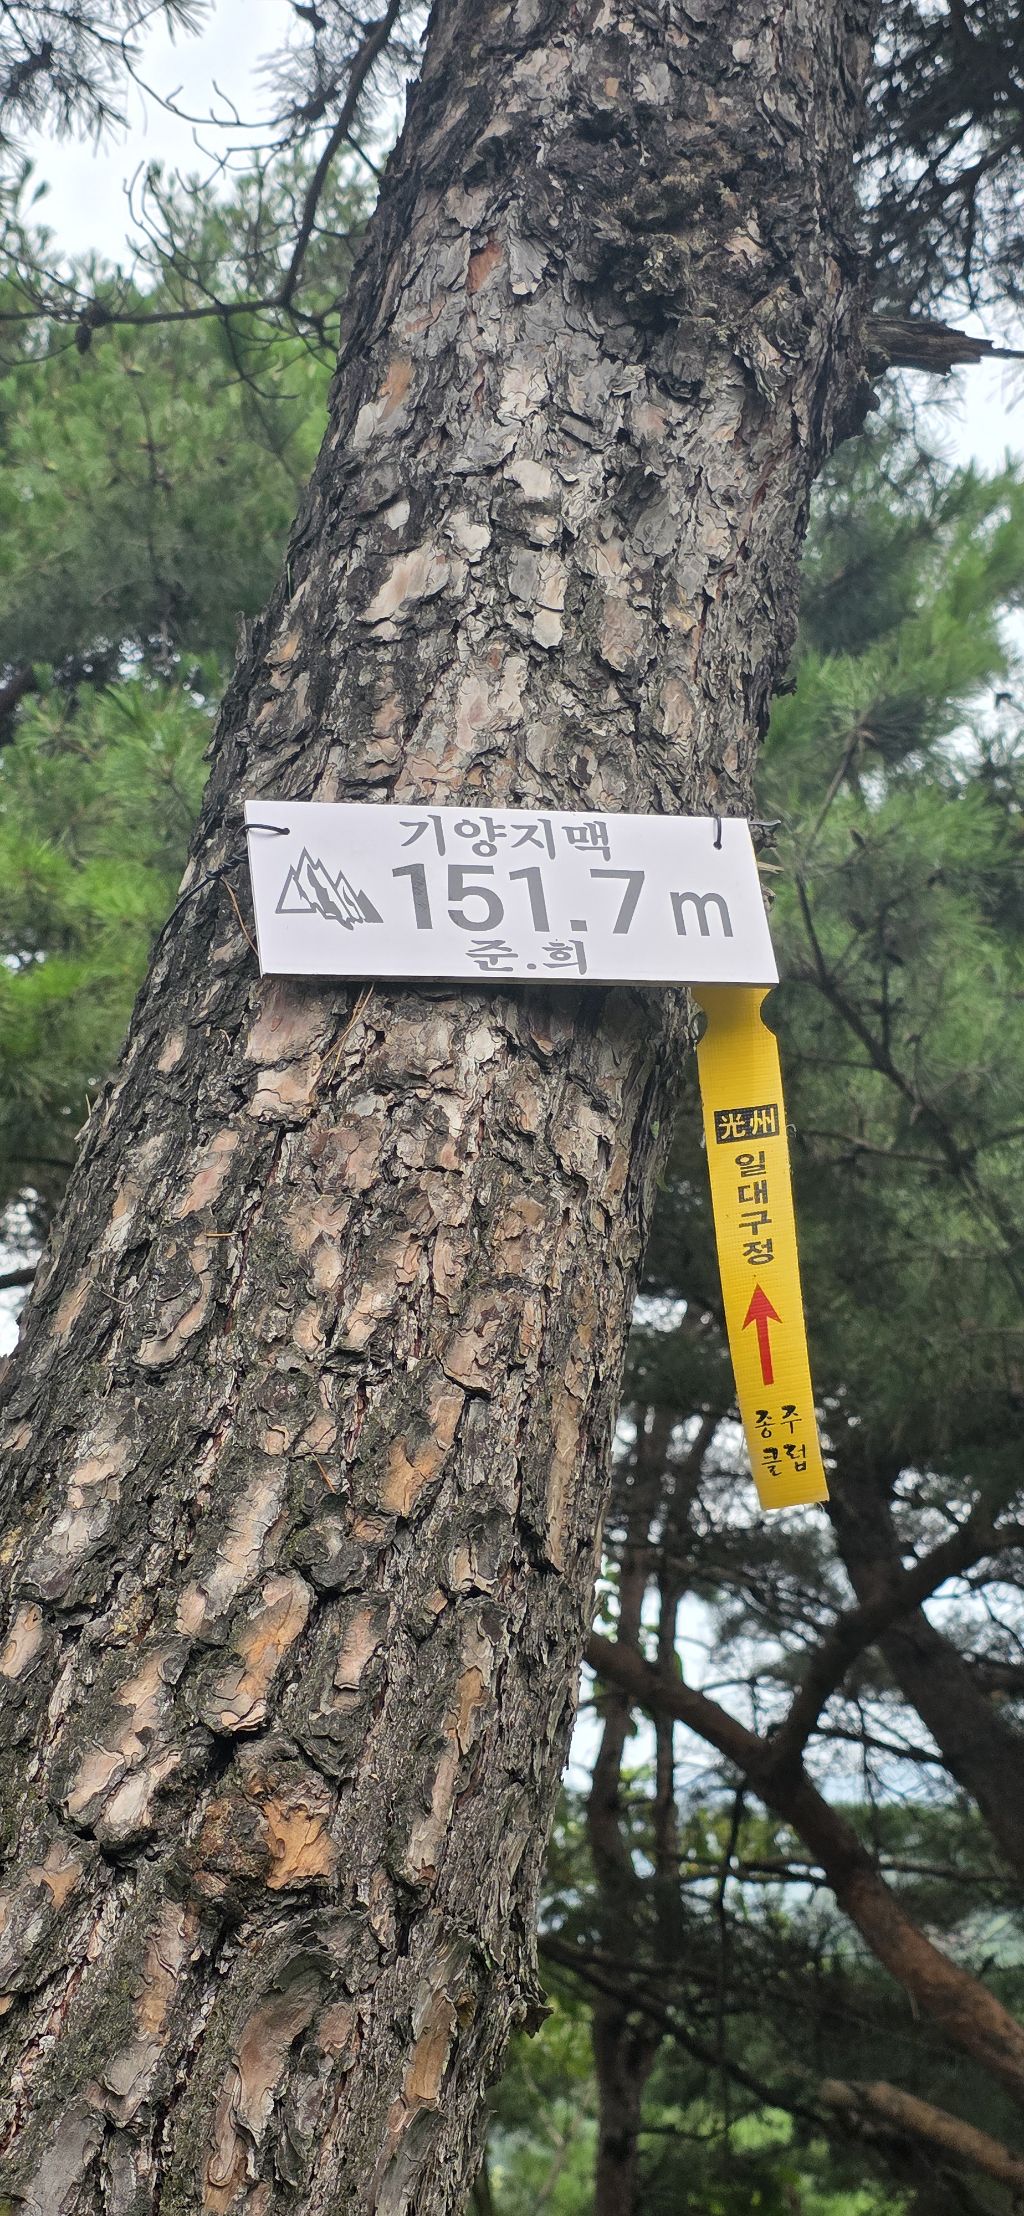 기양지맥
151.7 m
준.희
光州
일대구정
종주
클럽